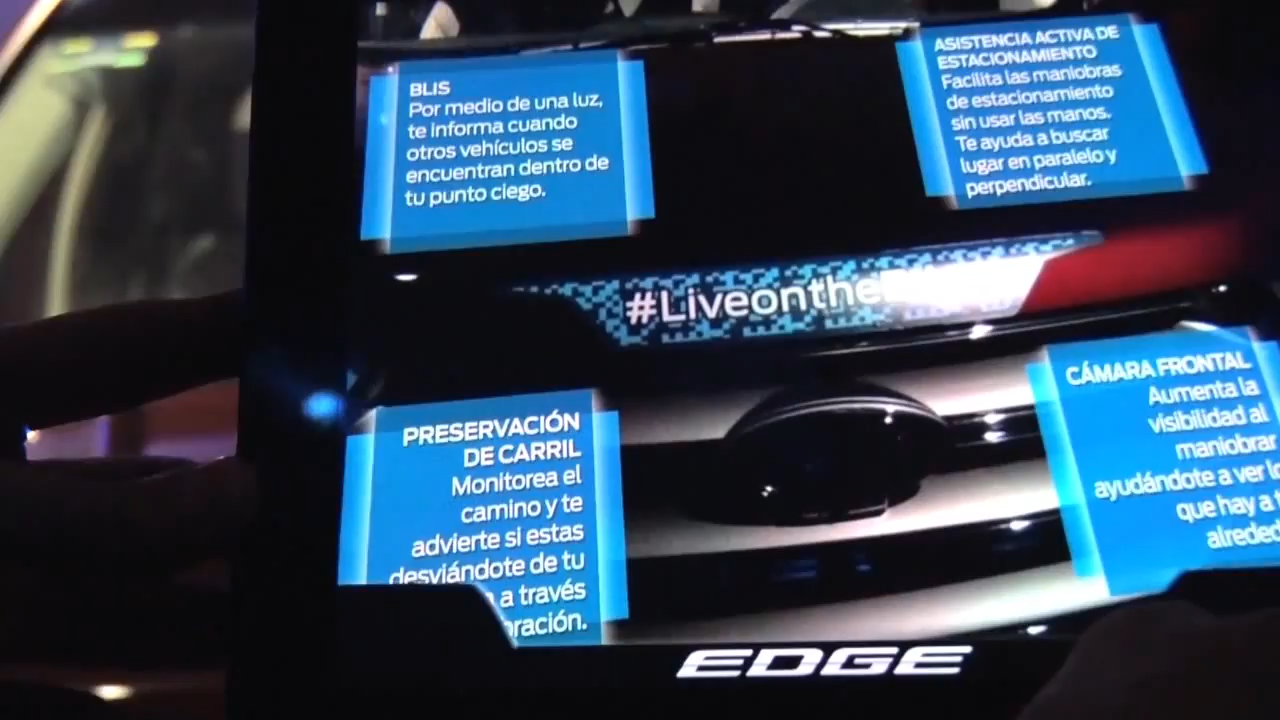 BLIS
Por medio de una luz,
te informa cuando
otros vehículos se
encuentran dentro de
tu punto ciego.
ASISTENCIA ACTIVA DE
ESTACIONAMIENTO
Facilita las maniobras
de estacionamiento
sin usar las manos.
Te ayuda a buscar
lugar en paralelo y
perpendicular.
#Liveonthe
PRESERVACIÓN
DE CARRIL
Monitorea el
camino y te
advierte si estas
desviándote de tu
a través
CÁMARA FRONTAL
Aumenta la
visibilidad al
maniobrar
ayudándote a ver
que hay a
EDGE